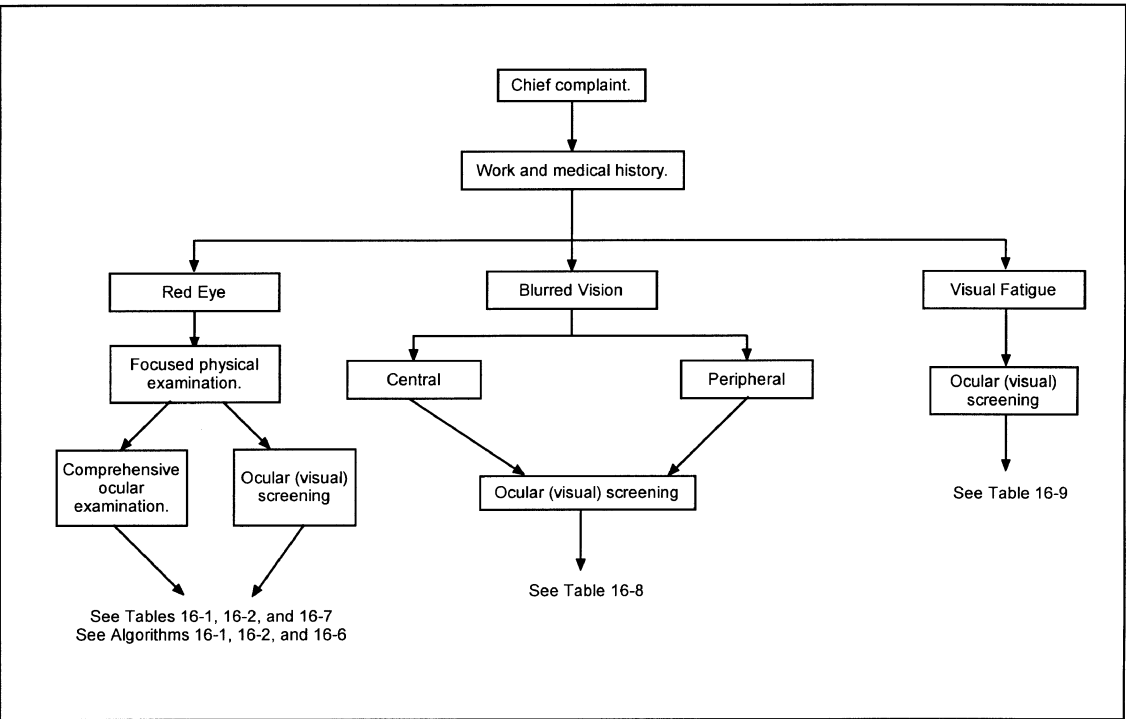 Chief complaint.
Work and medical history.
Red Eye
Blurred Vision
Visual Fatigue
Focused physical
examination.
Central
Peripheral
Ocular (visual)
screening
Comprehensive
ocular
examination.
Ocular (visual)
screening
Ocular (visual) screening
See Table 16-9
See Table 16-8
See Tables 16-1, 16-2, and 16-7
See Algorithms 16-1, 16-2, and 16-6